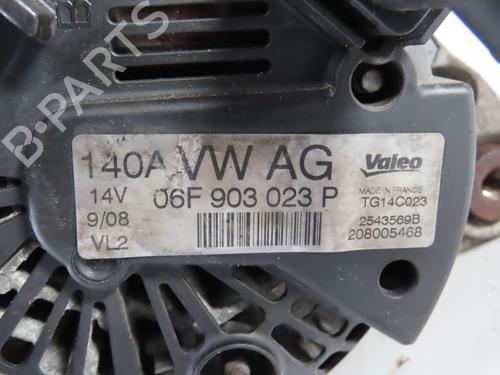 B+
B-PARTS
140A VW AG
14V 06F 903 023 P
9/08
VL2
Valeo
MADE IN FRANCE
TG14C023
2543569B
208005468